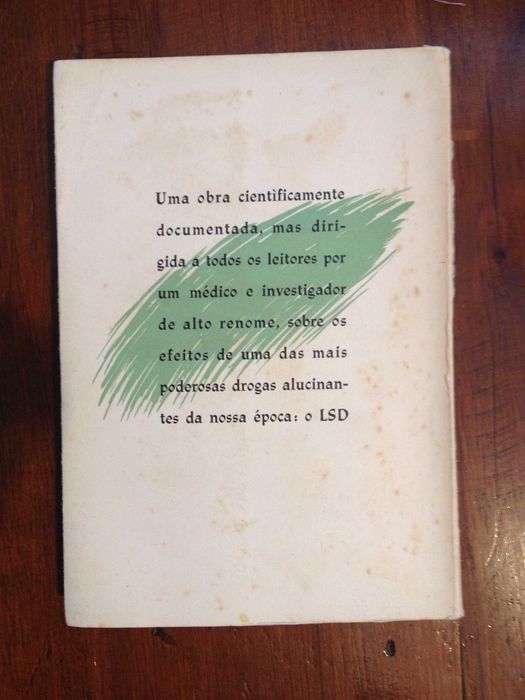 Uma obra cientìficamente
documentada, mas diri-
gida a todos os leitores por
um médico e investigador
de alto renome, sobre os
efeitos de uma das mais
poderosas drogas alucinan-
tes da nossa época: o LSD